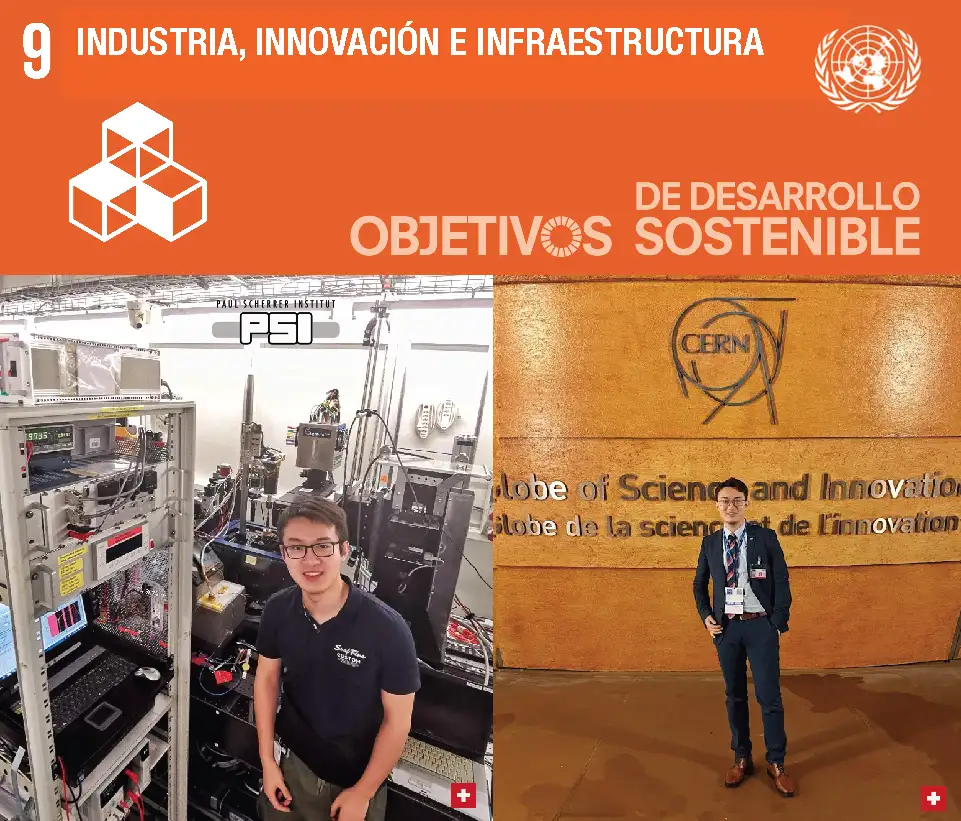 9 INDUSTRIA, INNOVACIÓN E INFRAESTRUCTURA
DE DESARROLLO
OBJETIVOS SOSTENIBLE
PAUL SCHERRER INSTITUT
PSI
CERN
lobe of Scienc and Innovatio
lobe de la scienc et de l'innovation